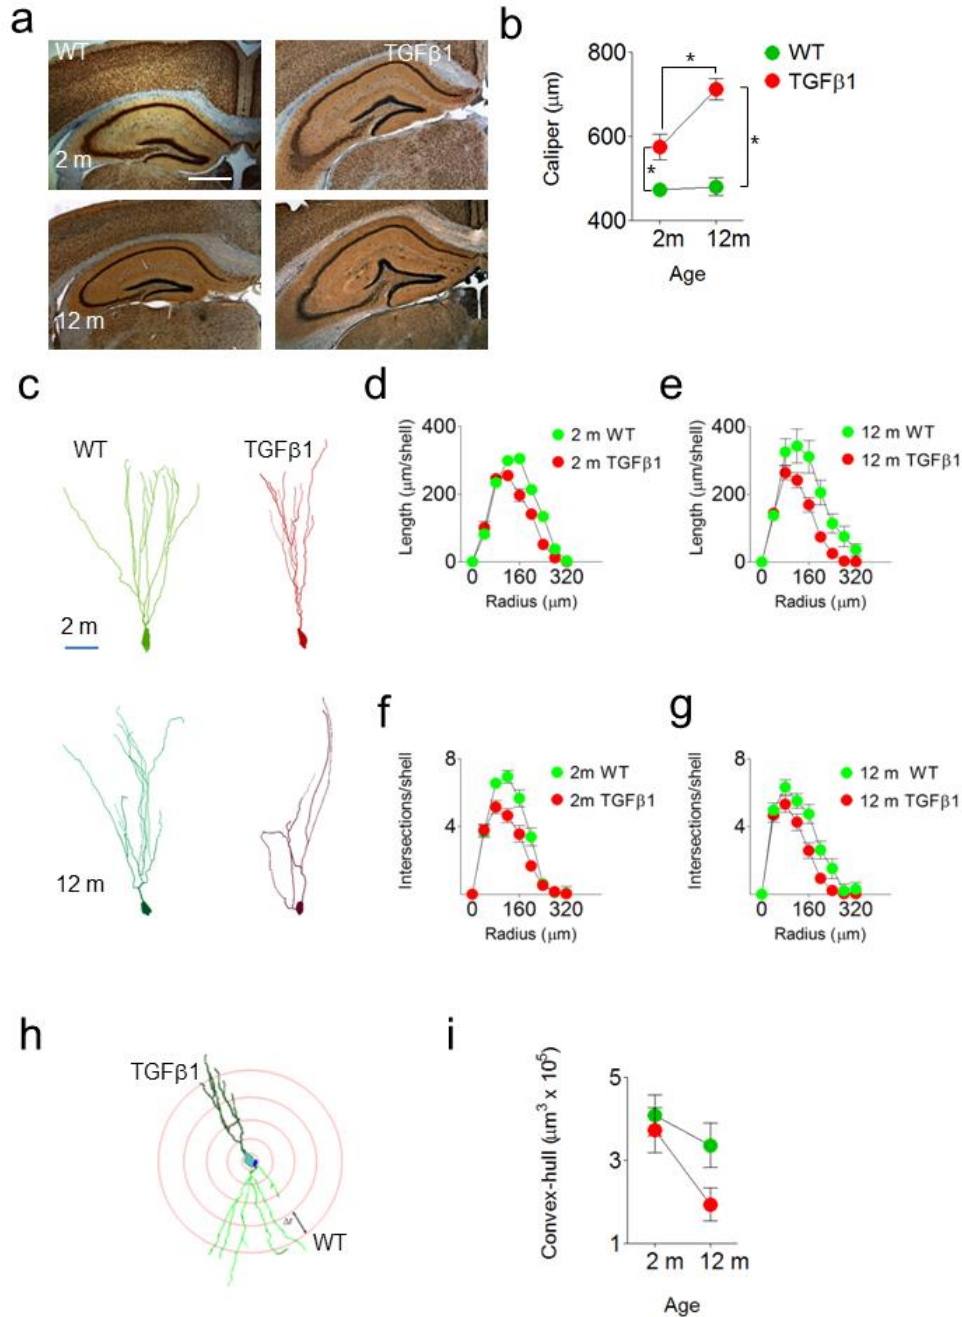 a
WT
TGFβ1
2 m
12 m
b
800
600
400
Caliper (μm)
*
*
*
2m
12m
Age
WT
TGFβ1
c
WT
TGFβ1
2 m
12 m
d
400
200
0
Length (μm/shell)
2 m WT
2 m TGFβ1
0 160 320
Radius (μm)
e
400
300
200
100
0
Length (μm/shell)
12 m WT
12 m TGFβ1
0 160 320
Radius (μm)
f
8
4
Intersections/shell
2m WT
2m TGFβ1
0 160 320
Radius (μm)
g
8
4
Intersections/shell
12 m WT
12 m TGFβ1
0 160 320
Radius (μm)
h
TGFβ1
Δr
WT
i
5
3
1
Convex-hull (μm³ x 10⁵)
2 m 12 m
Age